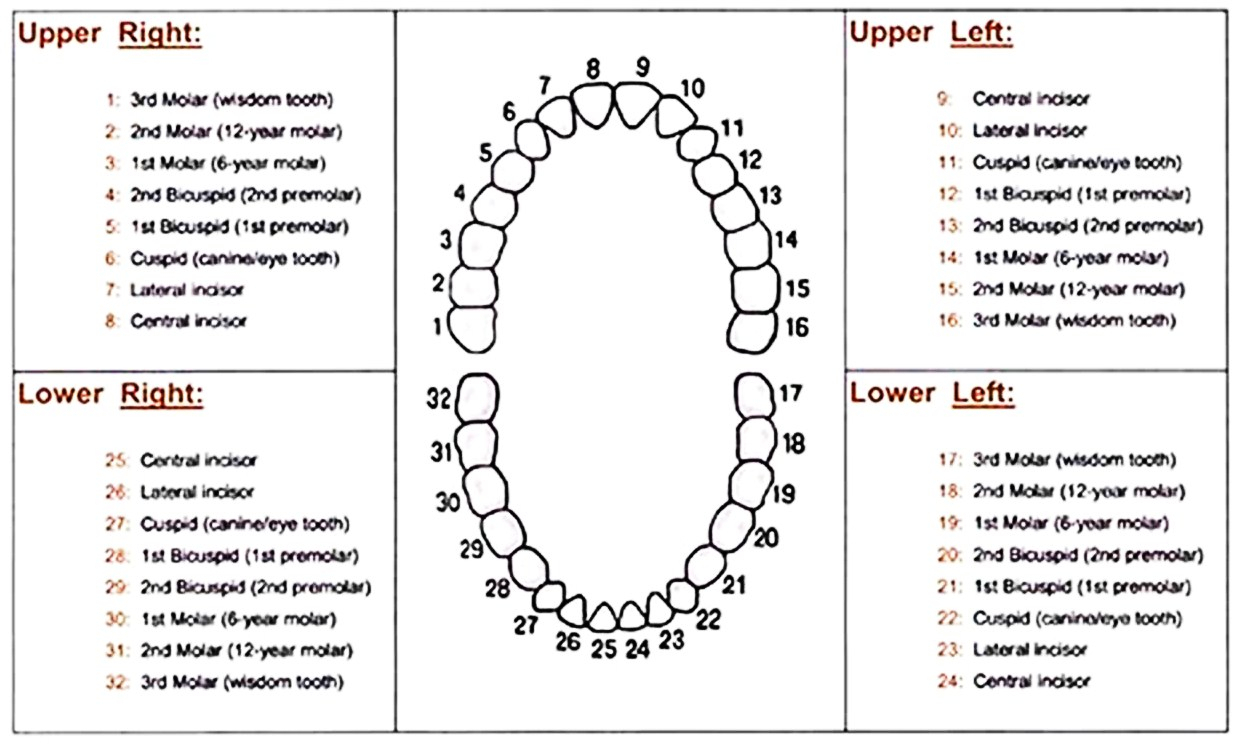 Upper Right:
1: 3rd Molar (wisdom tooth)
2: 2nd Molar (12-year molar)
3: 1st Molar (6-year molar)
4: 2nd Bicuspid (2nd premolar)
5: 1st Bicuspid (1st premolar)
6: Cuspid (canine/eye tooth)
7: Lateral incisor
8: Central incisor
1
2
3
4
5
6
7
8
9
10
11
12
13
14
15
16
Upper Left:
9: Central incisor
10: Lateral incisor
11: Cuspid (canine/eye tooth)
12: 1st Bicuspid (1st premolar)
13: 2nd Bicuspid (2nd premolar)
14: 1st Molar (6-year molar)
15: 2nd Molar (12-year molar)
16: 3rd Molar (wisdom tooth)
Lower Right:
25: Central incisor
26: Lateral incisor
27: Cuspid (canine/eye tooth)
28: 1st Bicuspid (1st premolar)
29: 2nd Bicuspid (2nd premolar)
30: 1st Molar (6-year molar)
31: 2nd Molar (12-year molar)
32: 3rd Molar (wisdom tooth)
32
31
30
29
28
27
26
25
24
23
22
21
20
19
18
17
Lower Left:
17: 3rd Molar (wisdom tooth)
18: 2nd Molar (12-year molar)
19: 1st Molar (6-year molar)
20: 2nd Bicuspid (2nd premolar)
21: 1st Bicuspid (1st premolar)
22: Cuspid (canine/eye tooth)
23: Lateral incisor
24: Central incisor